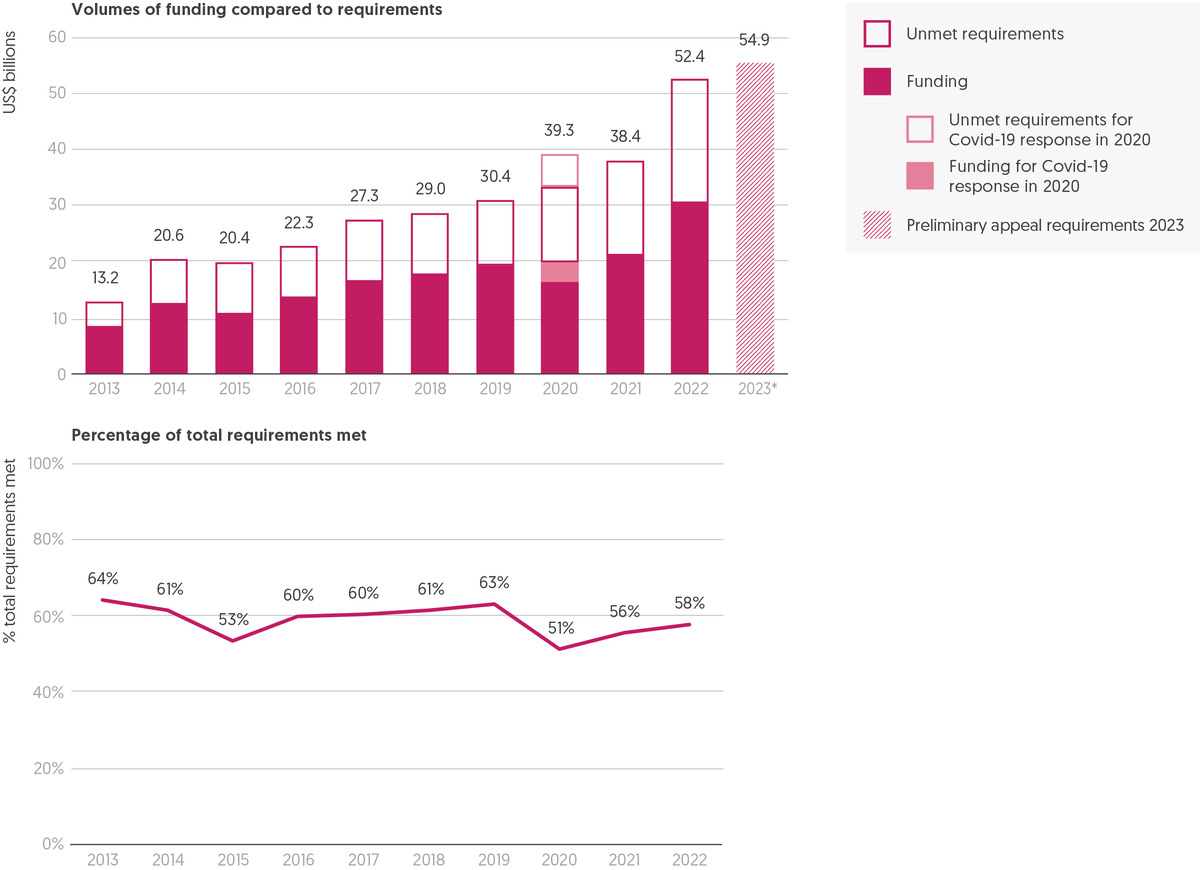 Volumes of funding compared to requirements
US$ billions
60
50
40
30
20
10
0
13.2
20.6
20.4
22.3
27.3
29.0
30.4
39.3
38.4
52.4
54.9
2013 2014 2015 2016 2017 2018 2019 2020 2021 2022 2023*
Unmet requirements
Funding
Unmet requirements for
Covid-19 response in 2020
Funding for Covid-19
response in 2020
Preliminary appeal requirements 2023
Percentage of total requirements met
% total requirements met
100%
80%
60%
40%
20%
0%
64%
61%
53%
60%
60%
61%
63%
51%
56%
58%
2013 2014 2015 2016 2017 2018 2019 2020 2021 2022